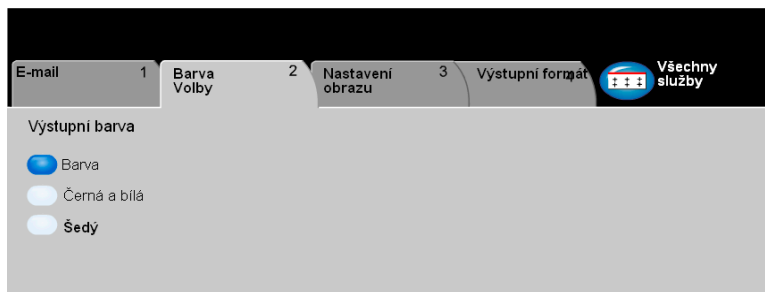 E-mail 1
Barva 2
Volby
Nastavení 3
obrazu
Výstupní formát 4
Všechny
služby
Výstupní barva
Barva
Černá a bílá
Šedý